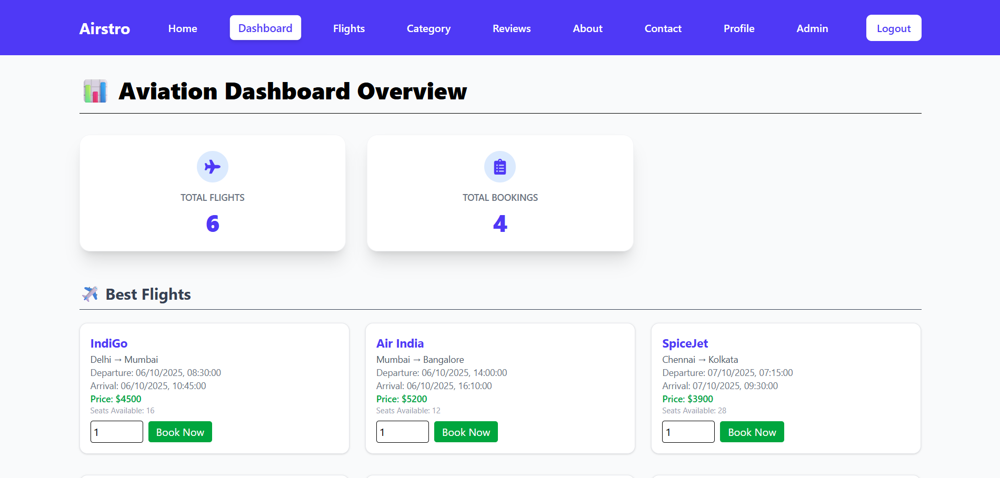 Airstro Home Dashboard Flights Category Reviews About Contact Profile Admin Logout
Aviation Dashboard Overview
TOTAL FLIGHTS
6
TOTAL BOOKINGS
4
Best Flights
IndiGo
Delhi → Mumbai
Departure: 06/10/2025, 08:30:00
Arrival: 06/10/2025, 10:45:00
Price: $4500
Seats Available: 16
1 Book Now
Air India
Mumbai → Bangalore
Departure: 06/10/2025, 14:00:00
Arrival: 06/10/2025, 16:10:00
Price: $5200
Seats Available: 12
1 Book Now
SpiceJet
Chennai → Kolkata
Departure: 07/10/2025, 07:15:00
Arrival: 07/10/2025, 09:30:00
Price: $3900
Seats Available: 28
1 Book Now